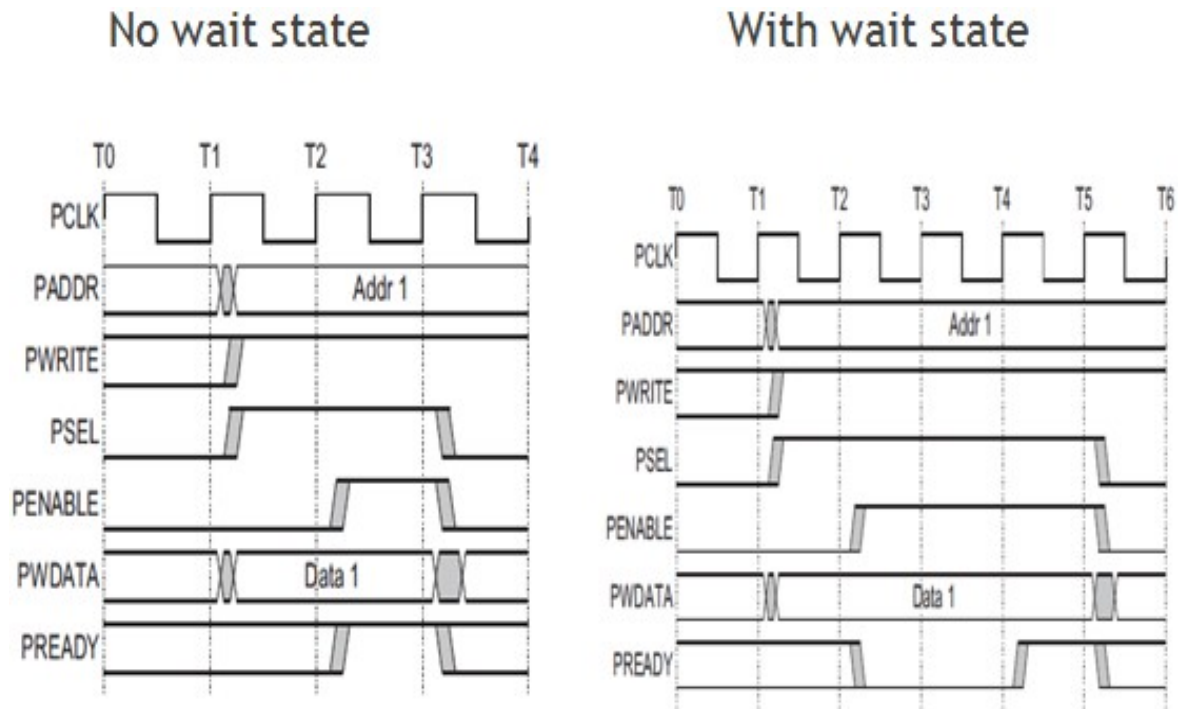 No wait state
T0 T1 T2 T3 T4
PCLK
PADDR Addr 1
PWRITE
PSEL
PENABLE
PWDATA Data 1
PREADY
With wait state
T0 T1 T2 T3 T4 T5 T6
PCLK
PADDR Addr 1
PWRITE
PSEL
PENABLE
PWDATA Data 1
PREADY